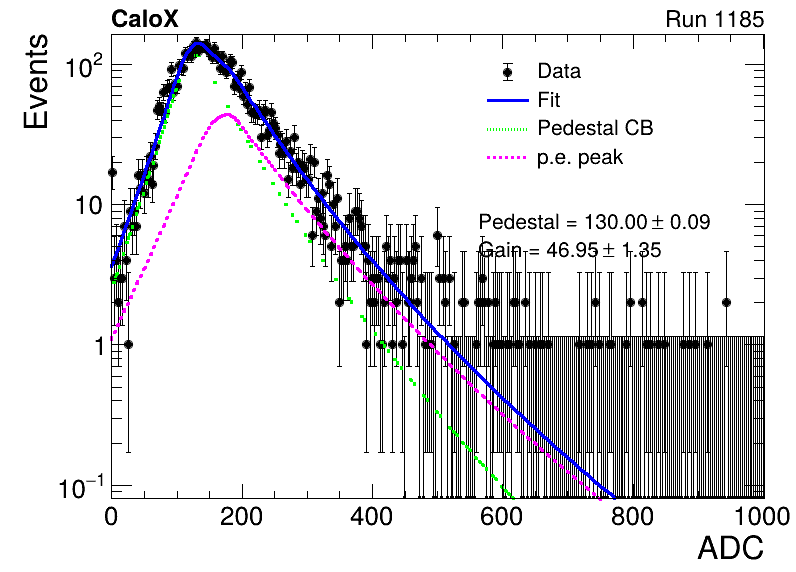 CaloX Run 1185
Events
10²
10
1
10⁻¹
Data
Fit
Pedestal CB
p.e. peak
Pedestal = 130.00 ± 0.09
Gain = 46.95 ± 1.35
0 200 400 600 800 1000
ADC